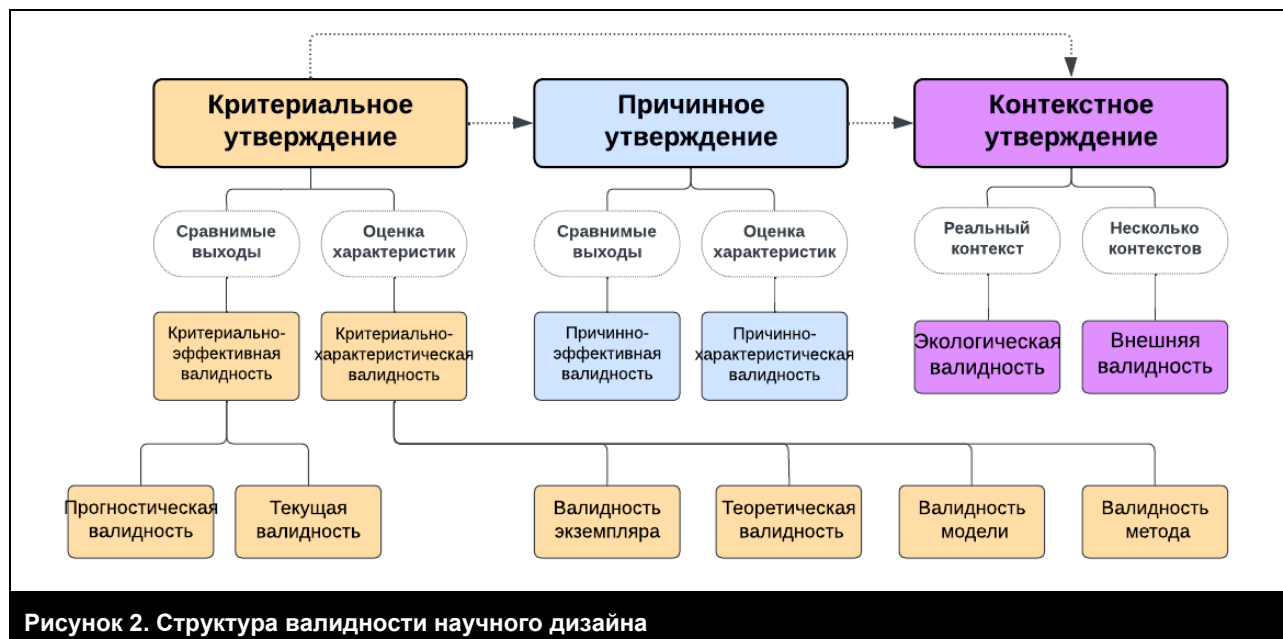 Критериальное
утверждение
Причинное
утверждение
Контекстное
утверждение
Сравнимые
выходы
Оценка
характеристик
Сравнимые
выходы
Оценка
характеристик
Реальный
контекст
Несколько
контекстов
Критериально-
эффективная
валидность
Критериально-
характеристическая
валидность
Причинно-
эффективная
валидность
Причинно-
характеристическая
валидность
Экологическая
валидность
Внешняя
валидность
Прогностическая
валидность
Текущая
валидность
Валидность
экземпляра
Теоретическая
валидность
Валидность
модели
Валидность
метода
Рисунок 2. Структура валидности научного дизайна